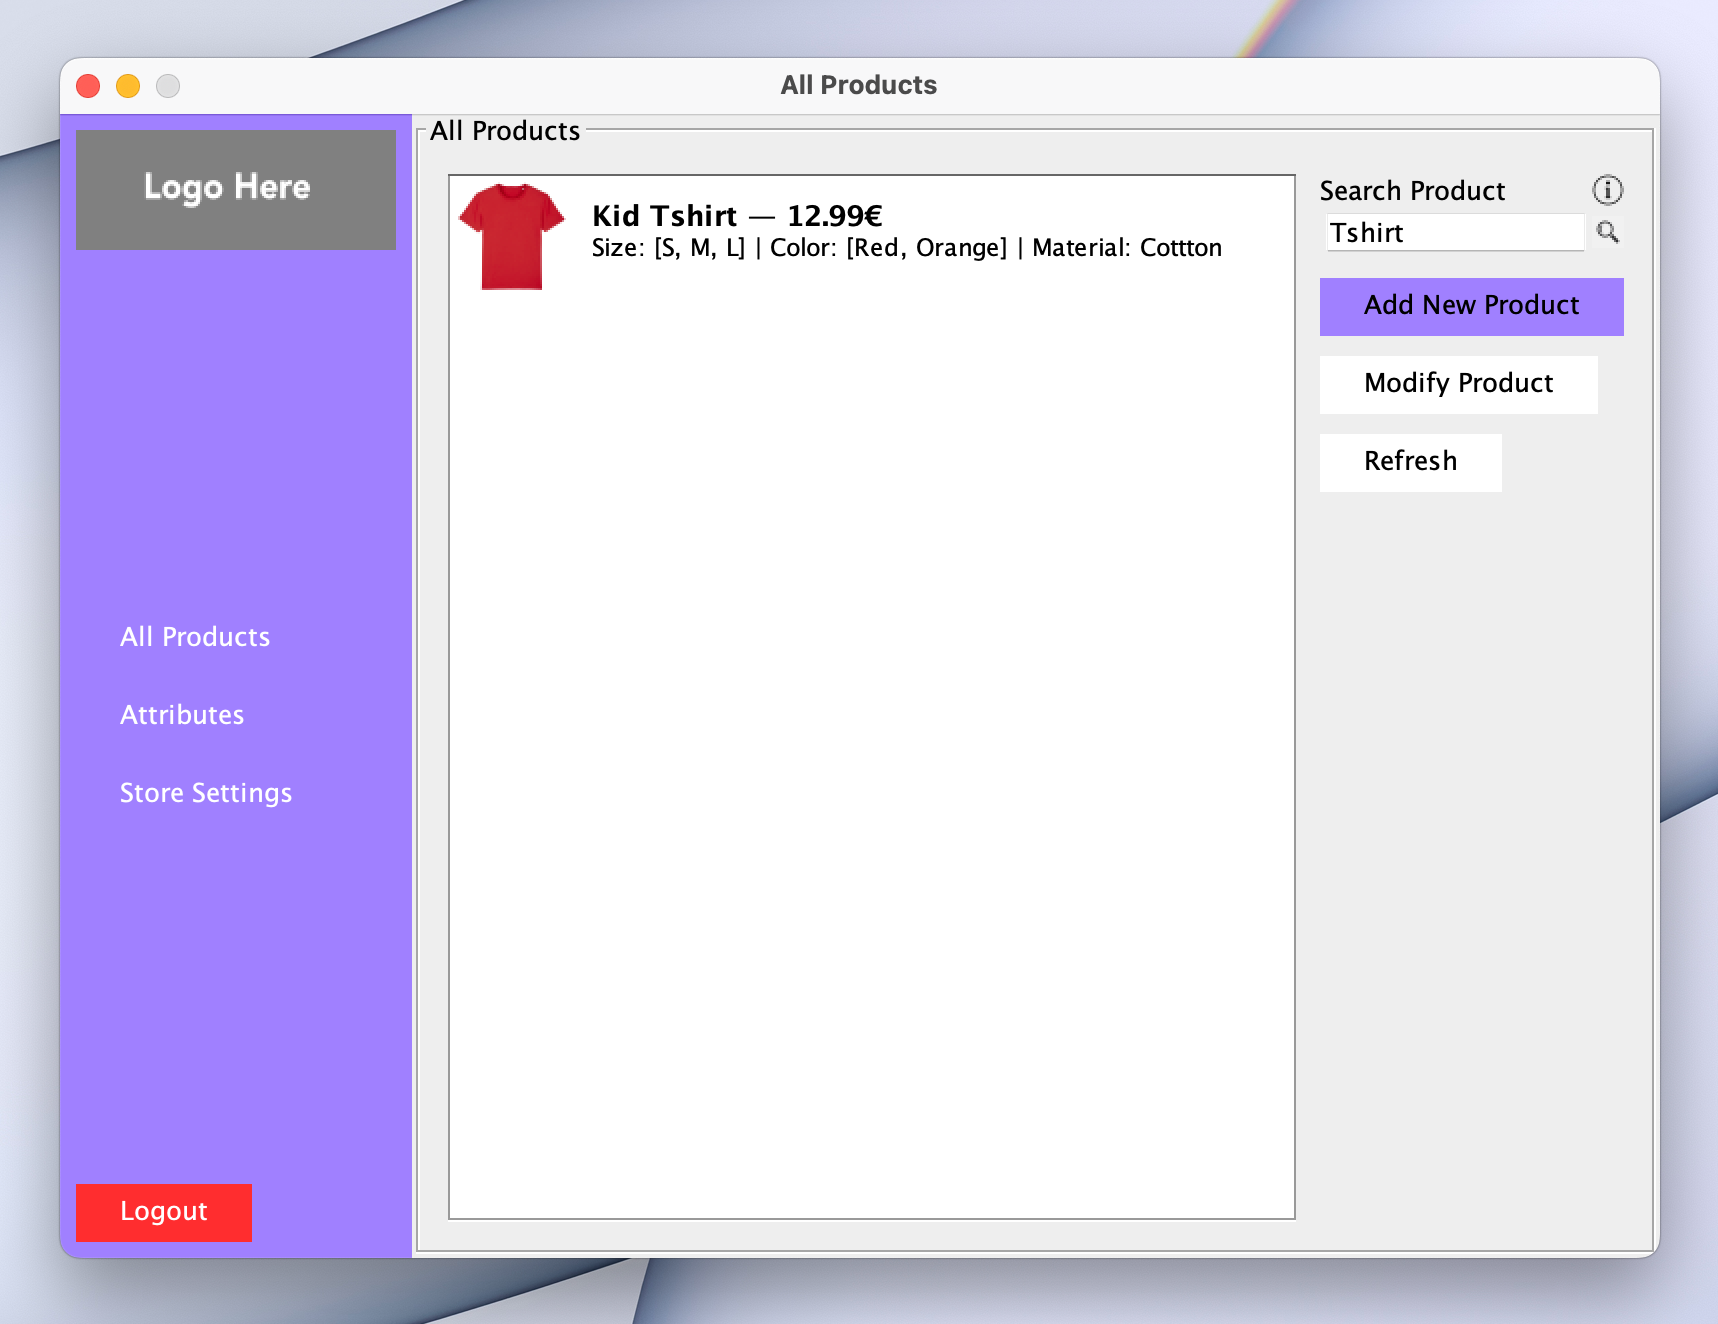 All Products
Logo Here
All Products
Attributes
Store Settings
Logout
All Products
Kid Tshirt — 12.99€
Size: [S, M, L] | Color: [Red, Orange] | Material: Cottton
Search Product
Tshirt
Add New Product
Modify Product
Refresh